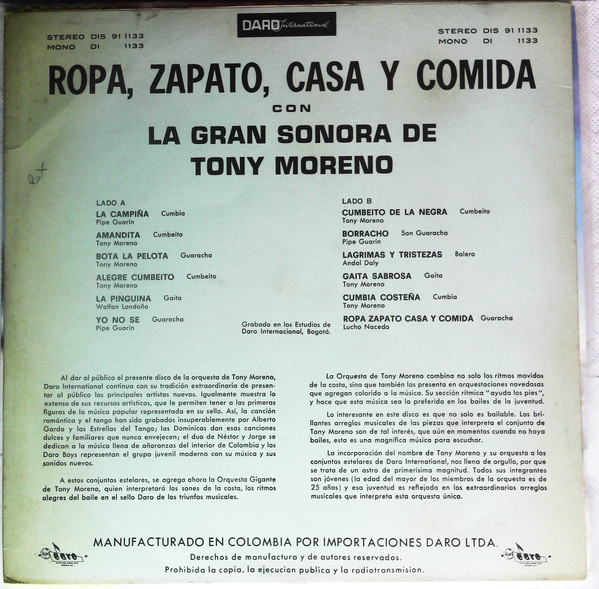 DARO International
STEREO DIS 91 1133
MONO DI 1133
STEREO DIS 91 1133
MONO DI 1133
ROPA, ZAPATO, CASA Y COMIDA
CON
LA GRAN SONORA DE
TONY MORENO
LADO A
LA CAMPIÑA Cumbia
Pipe Guarin
AMANDITA Cumbeito
Tony Moreno
BOTA LA PELOTA Guaracha
Tony Moreno
ALEGRE CUMBEITO Cumbeito
Tony Moreno
LA PINGUINA Gaita
Walfan Londoño
YO NO SE Guaracha
Pipe Guarin
LADO B
CUMBEITO DE LA NEGRA Cumbeito
Tony Moreno
BORRACHO Son Guaracha
Pipe Guarin
LAGRIMAS Y TRISTEZAS Bolero
Andal Doly
GAITA SABROSA Gaita
Tony Moreno
CUMBIA COSTEÑA Cumbia
Tony Moreno
ROPA ZAPATO CASA Y COMIDA Guaracha
Lucho Nacedo
Grabado en los Estudios de
Daro Internacional, Bogotá.
Al dar al público el presente disco de la orquesta de Tony Moreno,
Daro International continua con su tradición extraordinaria de presen-
tar al público los principales artistas nuevos. Igualmente muestra lo
extenso de sus recursos artísticos, que le permiten tener a las primeras
figuras de la música popular representada en su sello. Así, la canción
romántica y el tango han sido grabados insuperablemente por Alberto
Garda y las Estrellas del Tango; las Dominicas dan esas canciones
dulces y familiares que nunca envejecen; el duo de Néstor y Jorge se
dedican a la música llena de añoranzas del interior de Colombia y los
Daro Boys representan el grupo juvenil moderno con su música y sus
sonidos nuevos.
A estos conjuntos estelares, se agrega ahora la Orquesta Gigante
de Tony Moreno, quien interpretará los sones de la costa, los ritmos
alegres del baile en el sello Daro de los triunfos musicales.
La Orquesta de Tony Moreno combina no solo los ritmos movidos
de la costa, sino que también los presenta en orquestaciones novedosas
que agregan colorido a la música. Su sección rítmica "ayuda los pies",
y hace que esta música sea la preferida en los bailes de la juventud.
Lo interesante en este disco es que no solo es bailable. Los bri-
llantes arreglos musicales de las piezas que interpreta el conjunto de
Tony Moreno son de tal interés, que aún en momentos cuando no haya
bailes, esta es una magnífica música para escuchar.
La incorporación del nombre de Tony Moreno y su orquesta a los
conjuntos estelares de Daro International, nos llena de orgullo, por que
se trata de un astro de primerísima magnitud. Todos sus integrantes
son jóvenes (la edad del mayor de los miembros de la orquesta es de
25 años) y esa juventud es reflejada en los extraordinarios arreglos
musicales que interpreta esta orquesta única.
MANUFACTURADO EN COLOMBIA POR IMPORTACIONES DARO LTDA.
Derechos de manufactura y de autores reservados.
Prohibida la copia, la ejecucion publica y la radiotransmision.